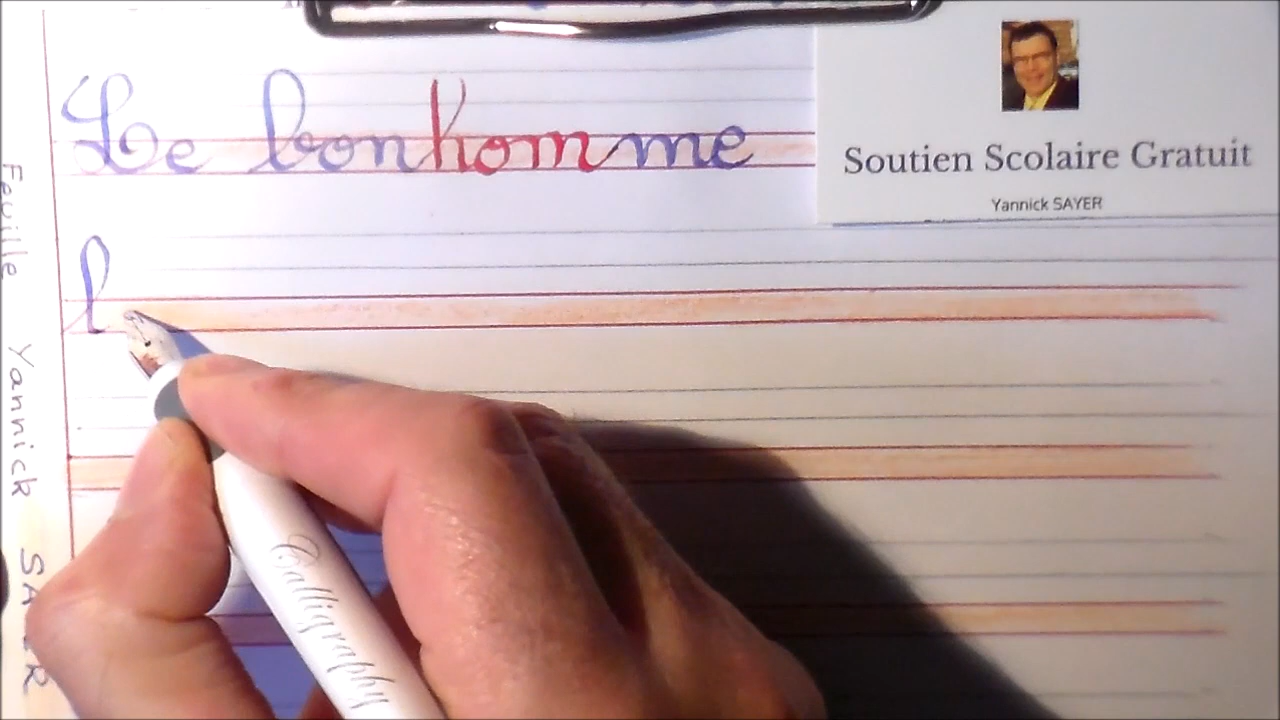 Le bonhomme
Soutien Scolaire Gratuit
Yannick SAYER
l
Calligraphy
Feuille Yannick SAYER